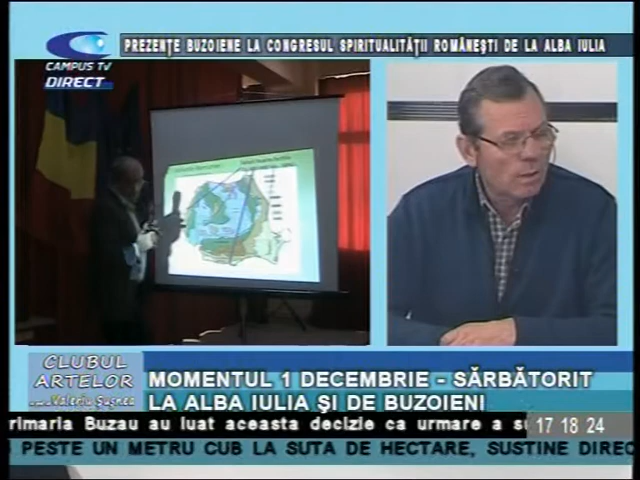 PREZENȚE BUZOIENE LA CONGRESUL SPIRITUALITĂȚII ROMÂNEȘTI DE LA ALBA IULIA
CAMPUS TV
DIRECT
CLUBUL
ARTELOR
....Valeriu Șușnea
MOMENTUL 1 DECEMBRIE - SĂRBĂTORIT
LA ALBA IULIA ȘI DE BUZOIENI
rimaria Buzau au luat aceasta decizie ca urmare a su
17 18 24
PESTE UN METRU CUB LA SUTA DE HECTARE, SUSTINE DIREC